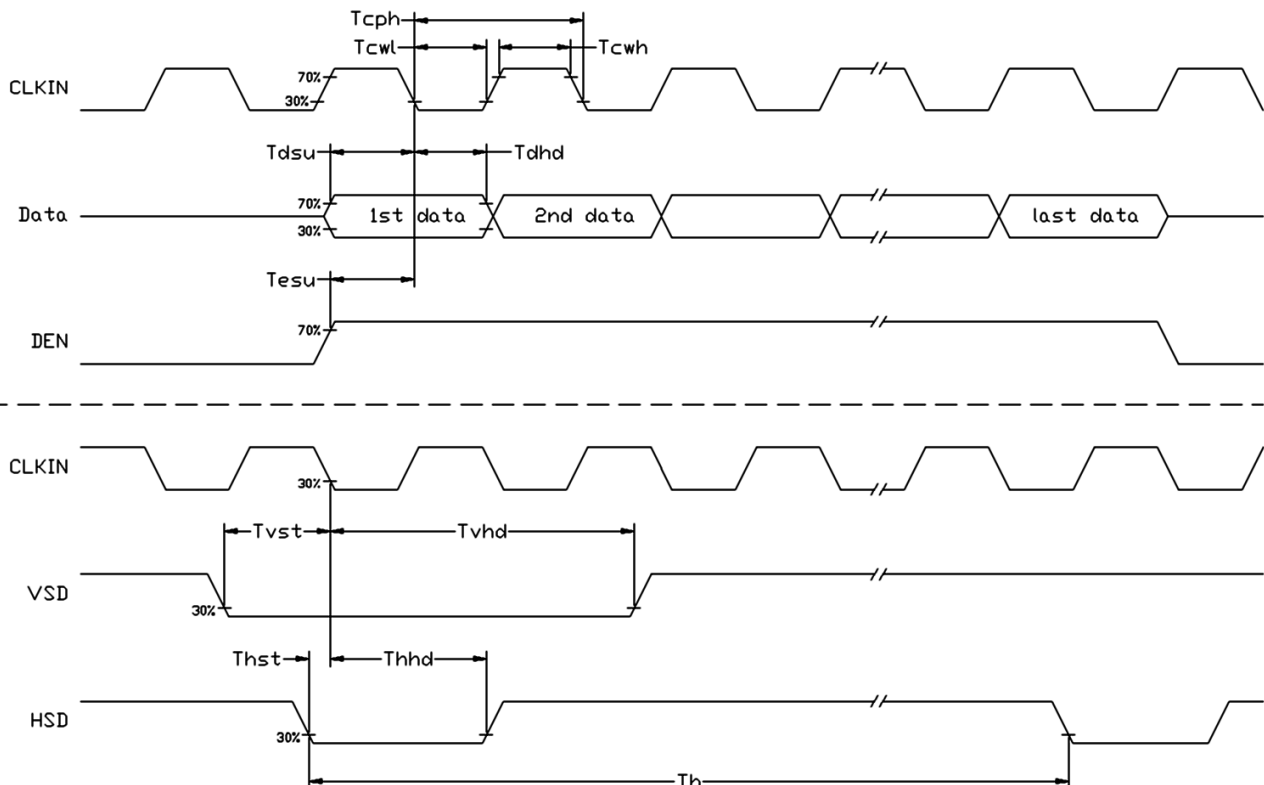 Tcph
Tcwl
Tcwh
CLKIN
70%
30%
Tdsu
Tdhd
Data
70%
30%
1st data
2nd data
last data
Tesu
DEN
70%
CLKIN
30%
Tvst
Tvhd
VSD
30%
Thst
Thhd
HSD
30%
Th